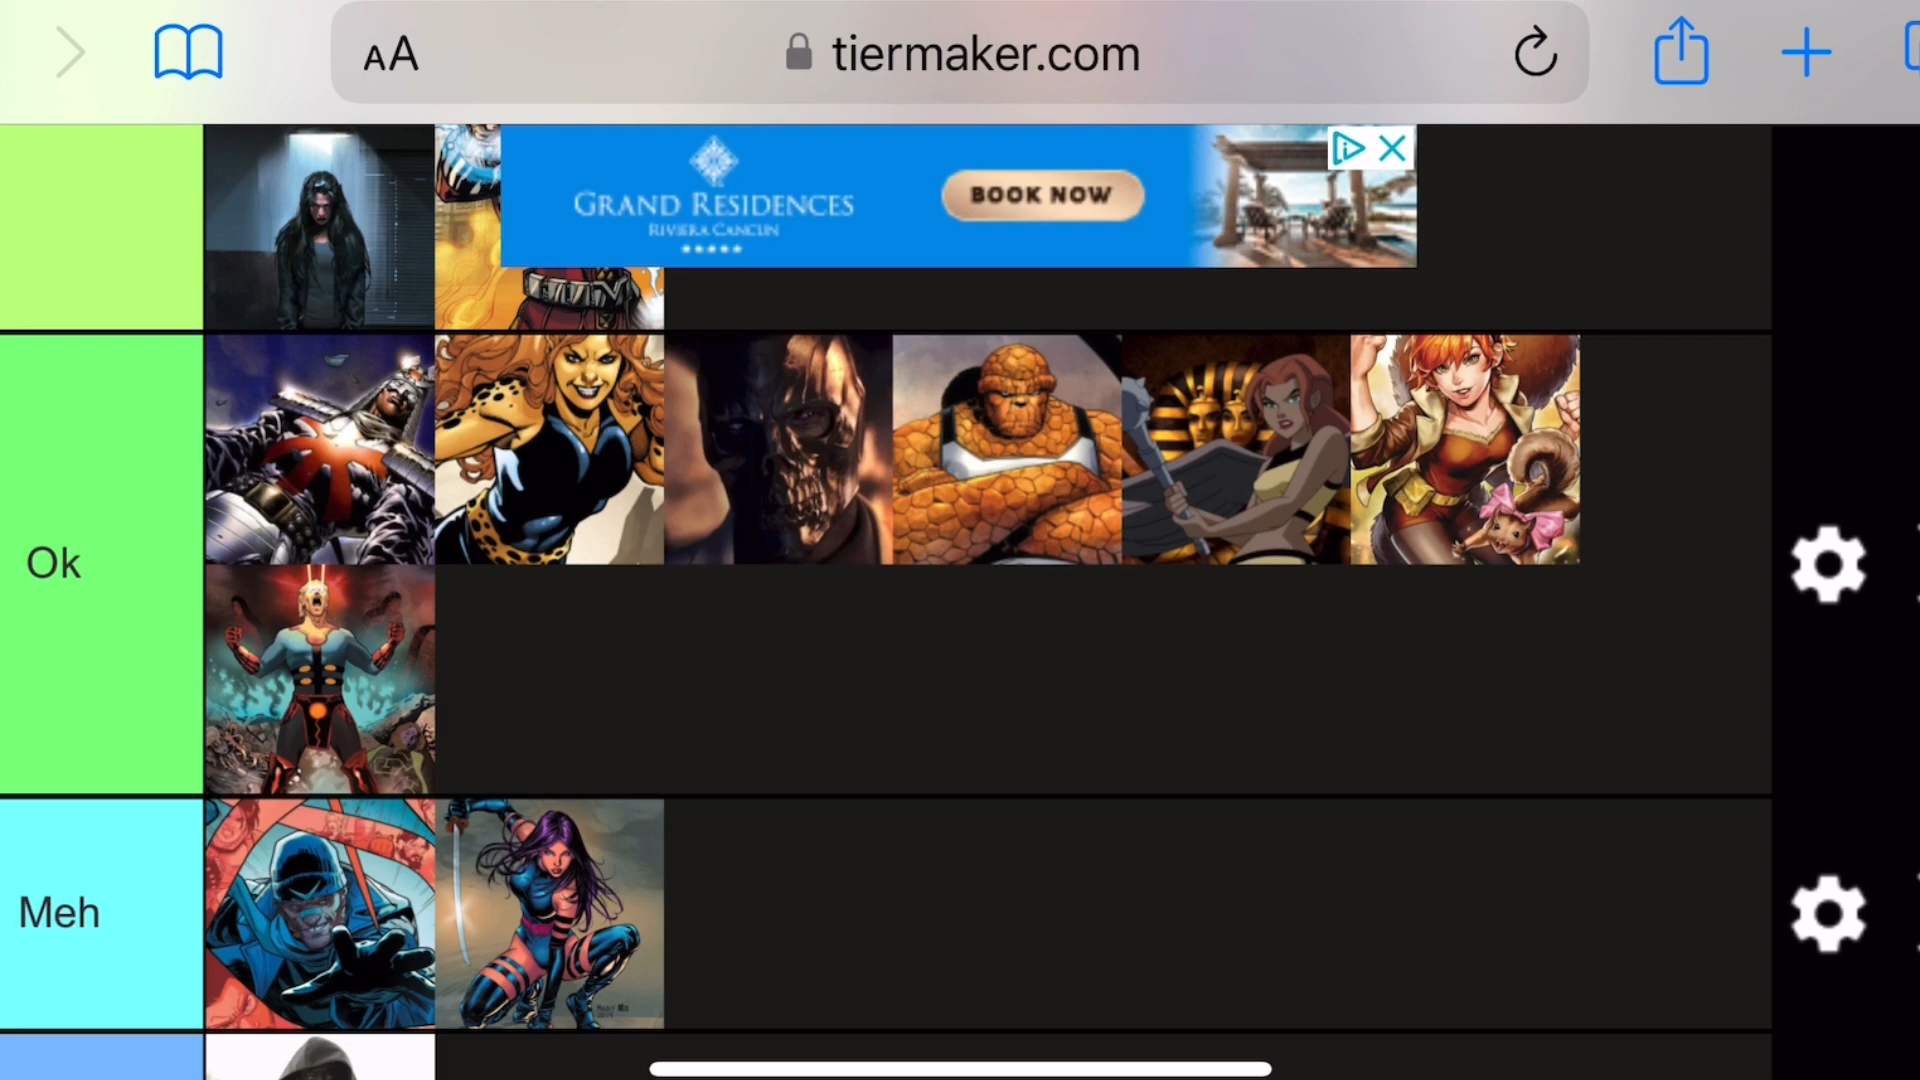 AA
tiermaker.com
GRAND RESIDENCES
RIVIERA CANCUN
BOOK NOW
Ok
Meh